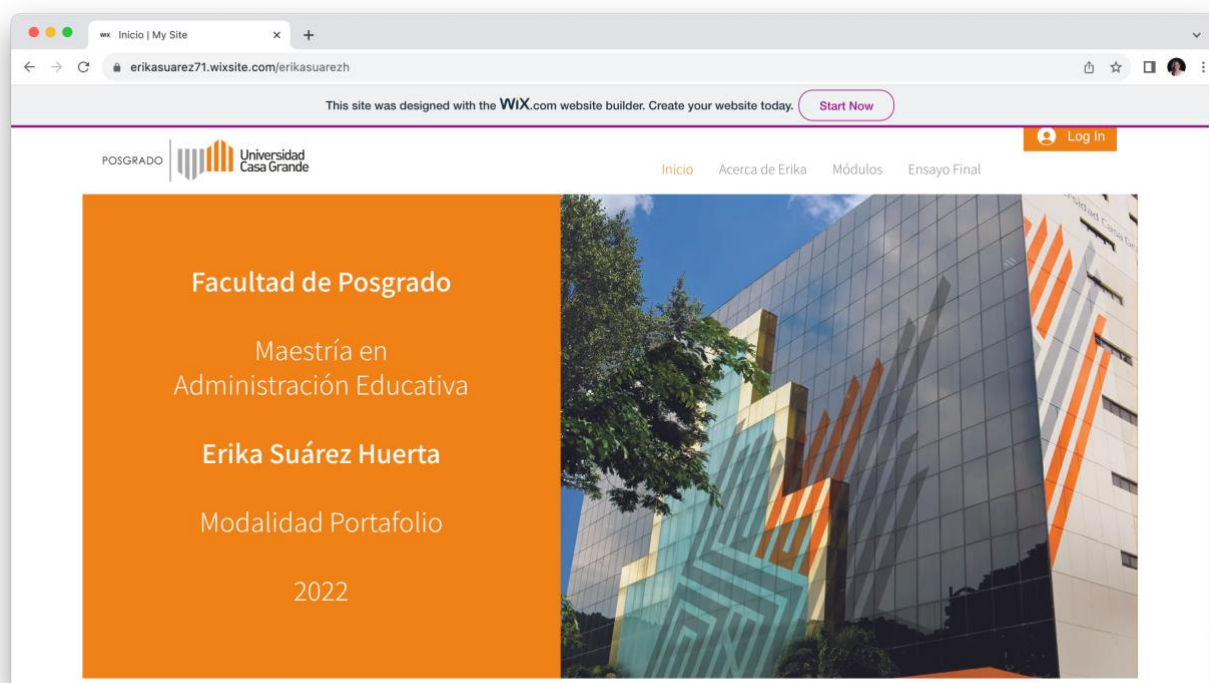 WiX Inicio | My Site
erikasuarez71.wixsite.com/erikasuarezh
This site was designed with the WiX.com website builder. Create your website today. Start Now
Log In
POSGRADO
Universidad
Casa Grande
Inicio Acerca de Erika Módulos Ensayo Final
Facultad de Posgrado
Maestría en
Administración Educativa
Erika Suárez Huerta
Modalidad Portafolio
2022